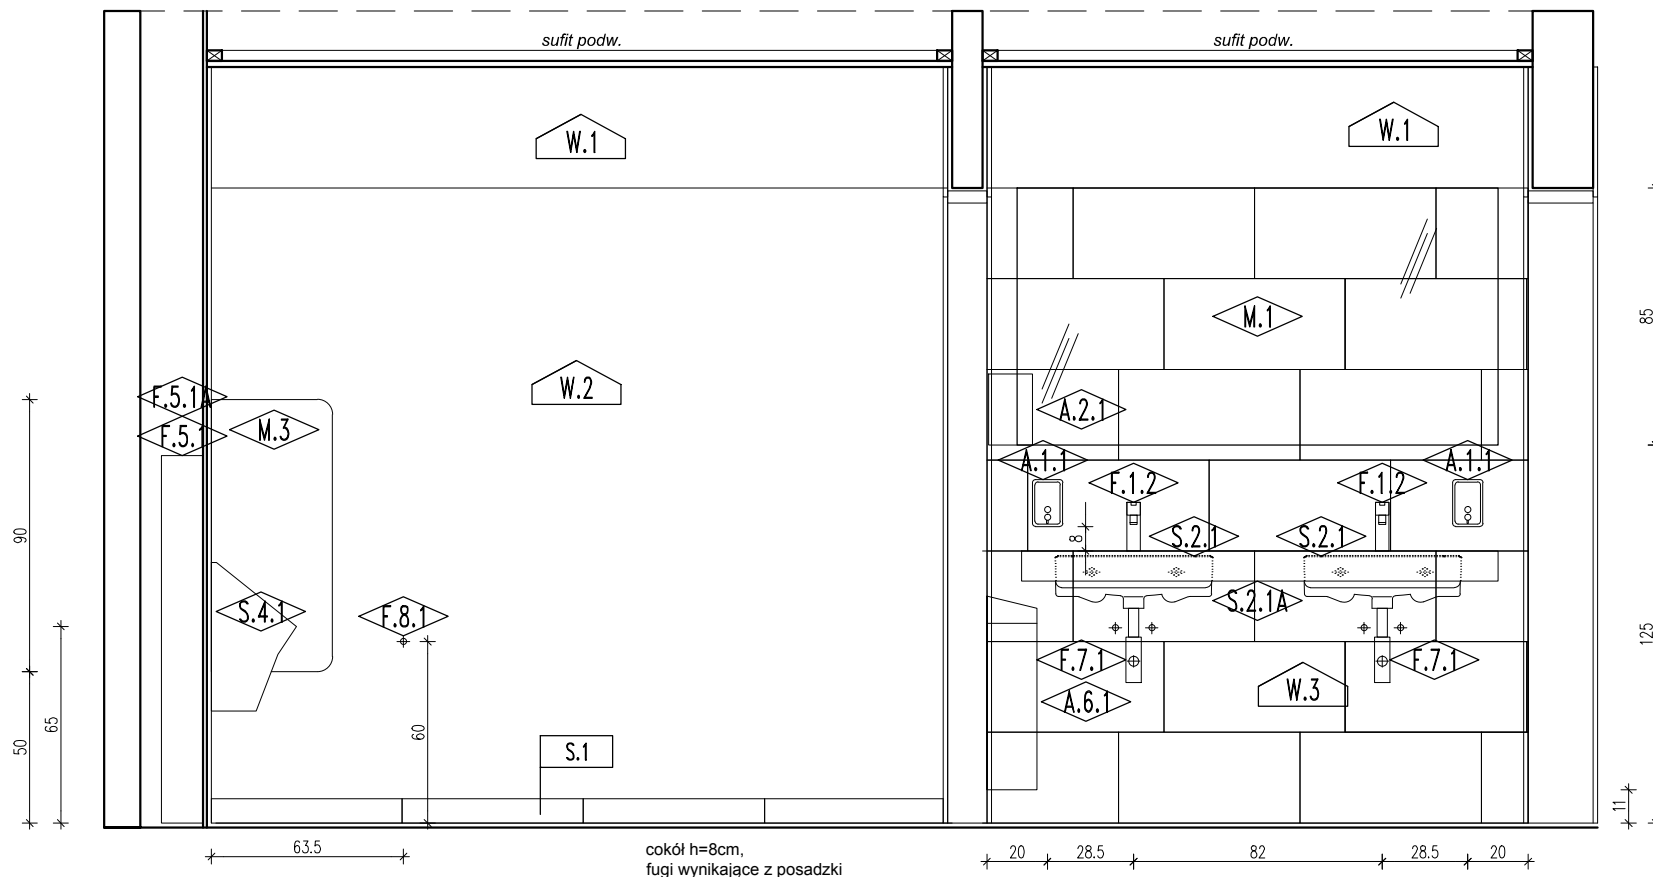 sufit podw.
sufit podw.
W.1
W.1
M.1
85
W.2
F.5.1A
M.3
A.2.1
F.5.1
A.1.1
A.1.1
F.1.2
F.1.2
90
8
S.2.1
S.2.1
S.4.1
F.8.1
S.2.1A
125
F.7.1
F.7.1
W.3
A.6.1
65
60
50
S.1
11
63.5
cokół h=8cm,
fugi wynikające z posadzki
20
28.5
82
28.5
20